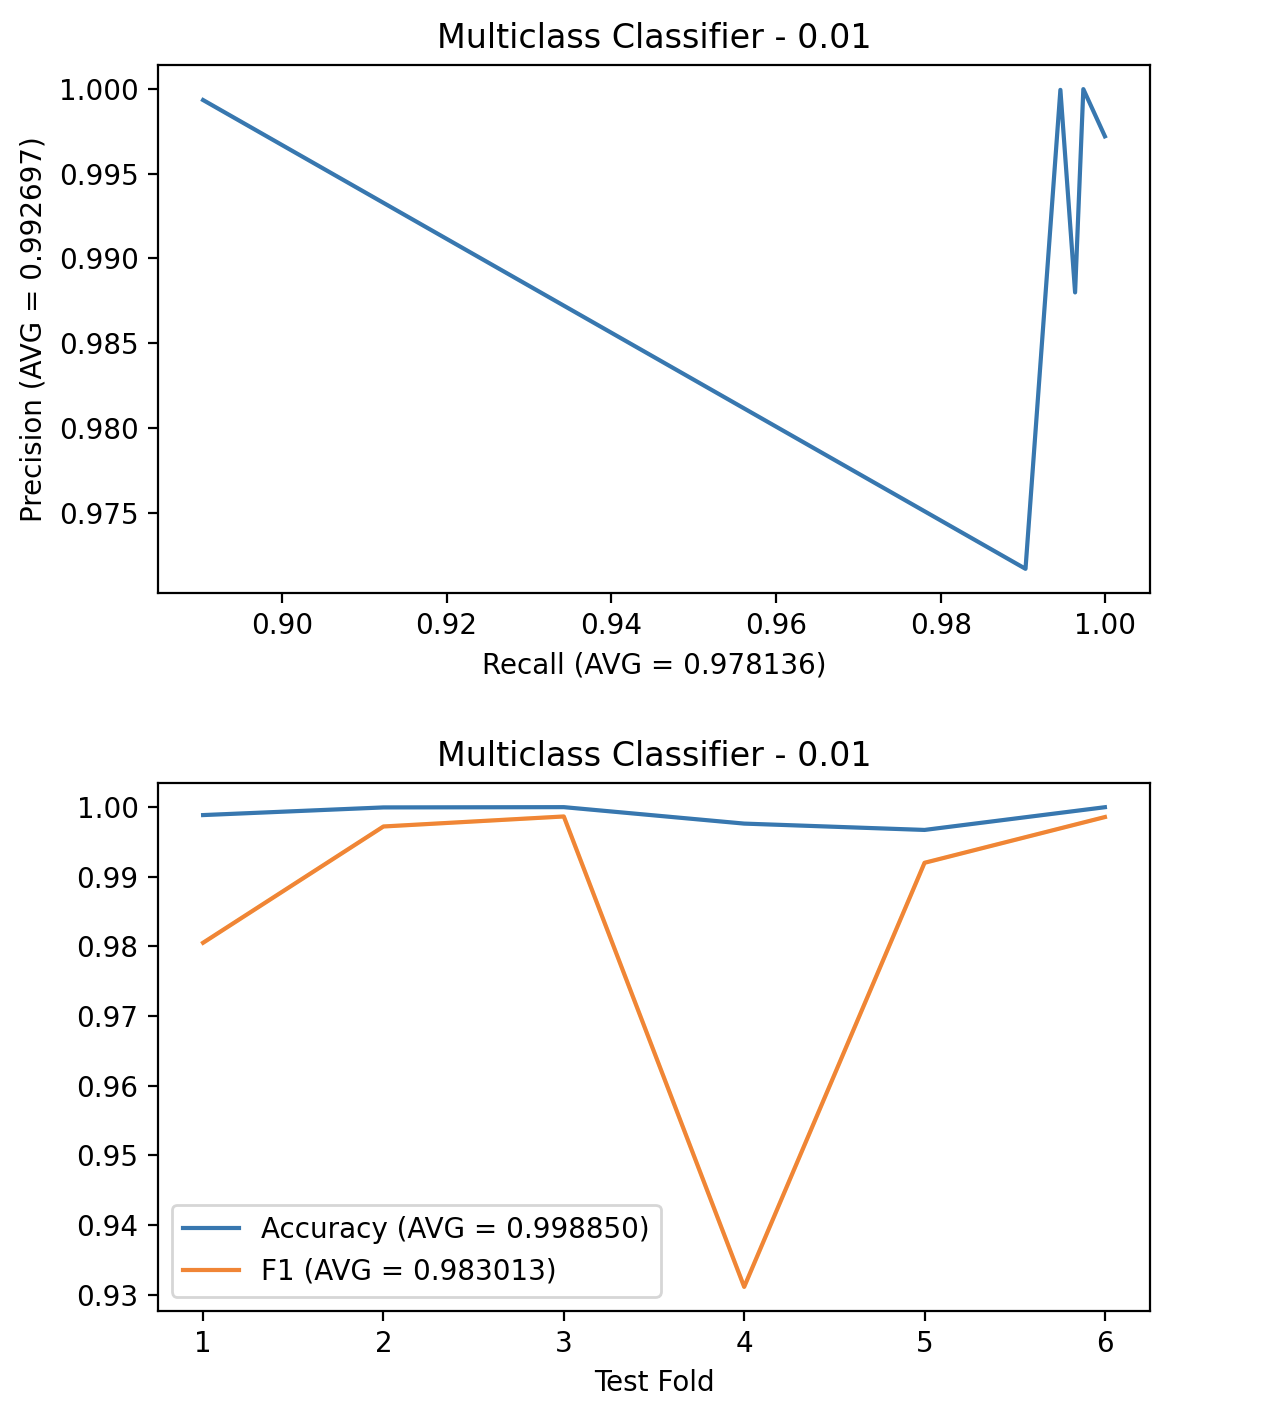 Multiclass Classifier - 0.01
1.000
0.995
0.990
0.985
0.980
0.975
Precision (AVG = 0.992697)
0.90 0.92 0.94 0.96 0.98 1.00
Recall (AVG = 0.978136)
Multiclass Classifier - 0.01
1.00
0.99
0.98
0.97
0.96
0.95
0.94
0.93
Accuracy (AVG = 0.998850)
F1 (AVG = 0.983013)
1 2 3 4 5 6
Test Fold